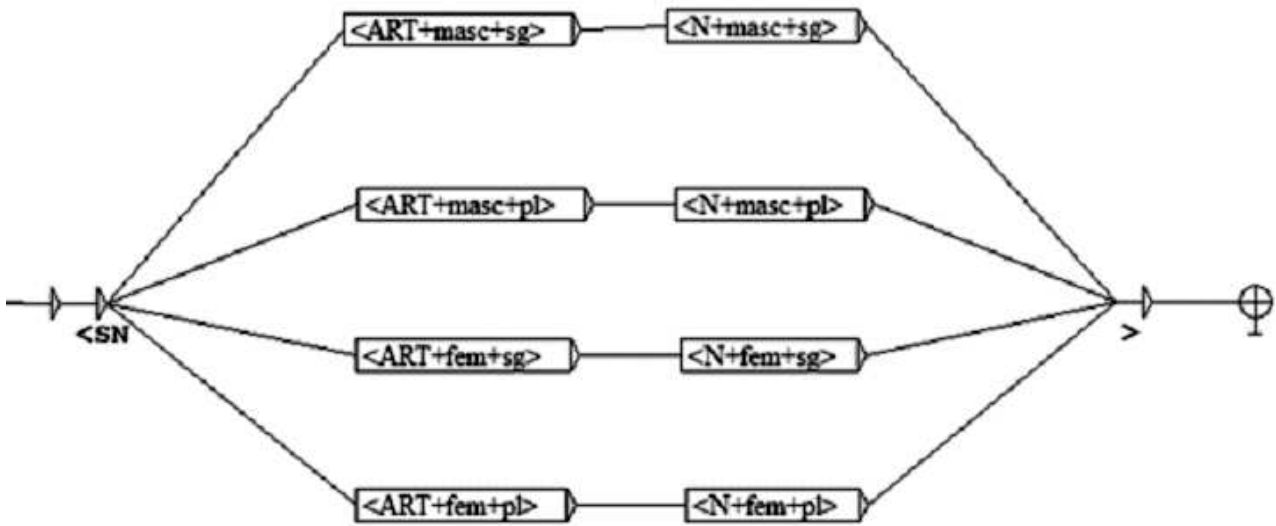 <ART+masc+sg> <N+masc+sg>
<ART+masc+pl> <N+masc+pl>
<SN >
<ART+fem+sg> <N+fem+sg>
<ART+fem+pl> <N+fem+pl>